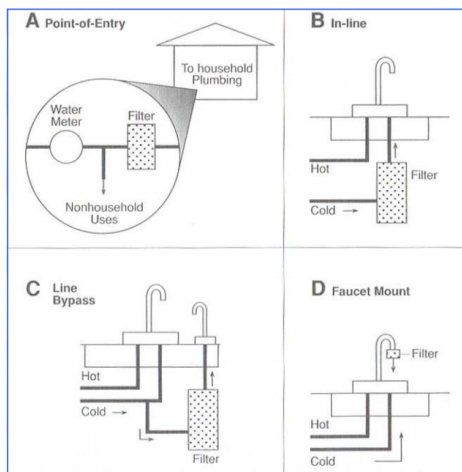 A Point-of-Entry
To household
Plumbing
Water
Meter
Filter
Nonhousehold
Uses
B In-line
Hot
Filter
Cold
C Line
Bypass
Hot
Cold
Filter
D Faucet Mount
Filter
Hot
Cold